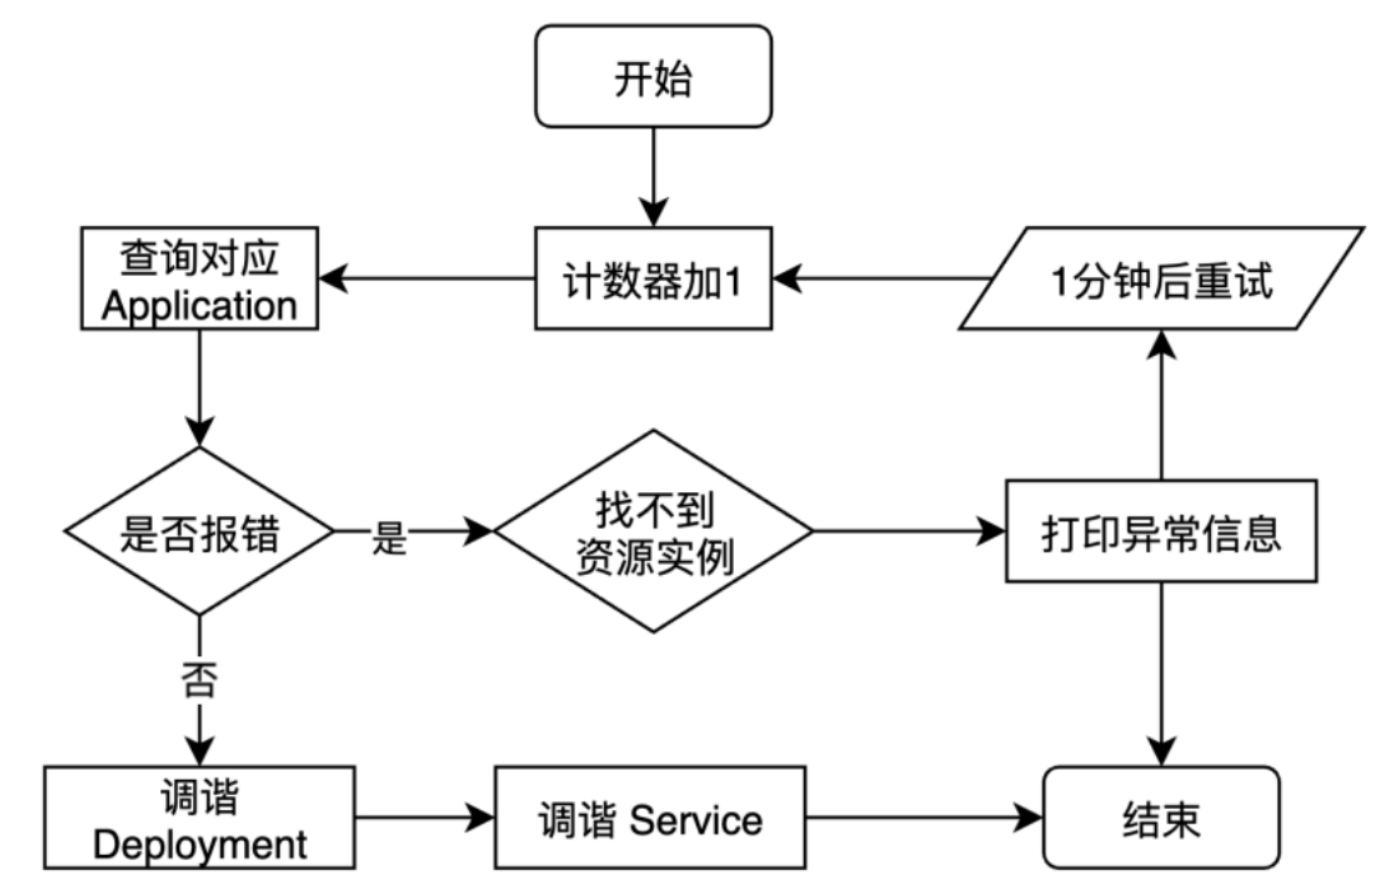 开始
查询对应
Application
计数器加1
1分钟后重试
是否报错
是
找不到
资源实例
打印异常信息
否
调谐
Deployment
调谐 Service
结束